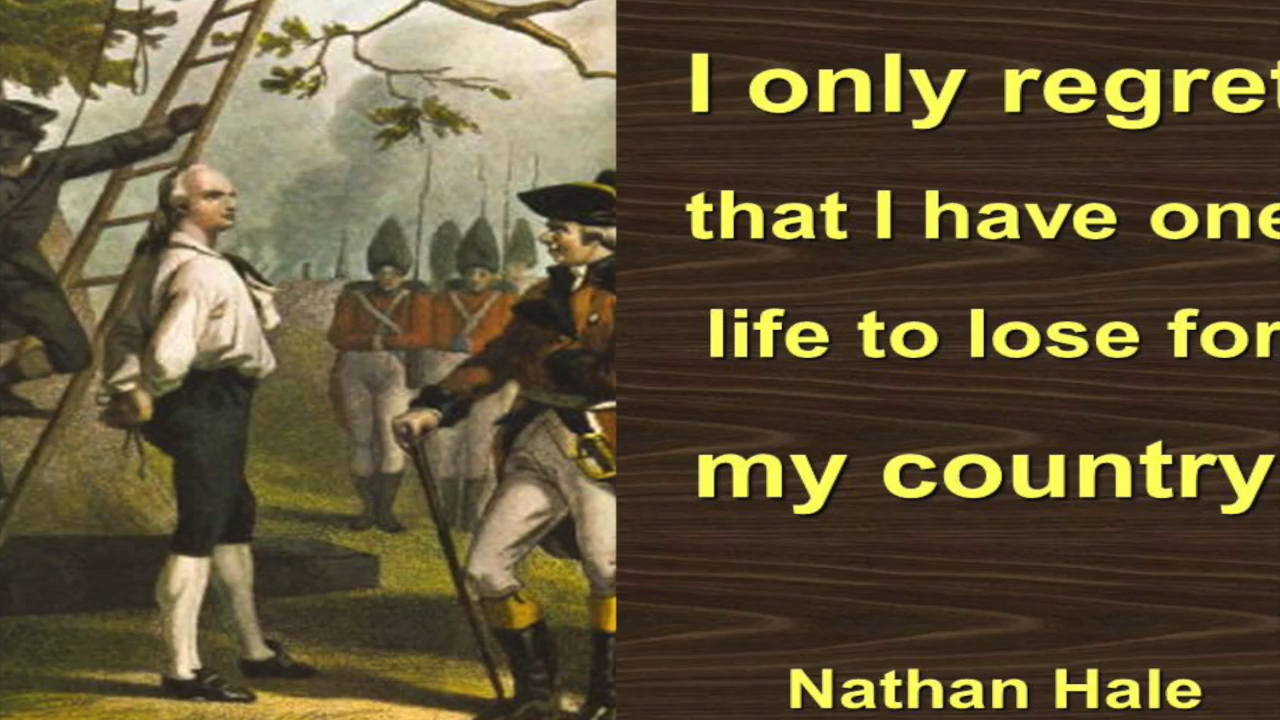 I only regret
that I have one
life to lose for
my country
Nathan Hale